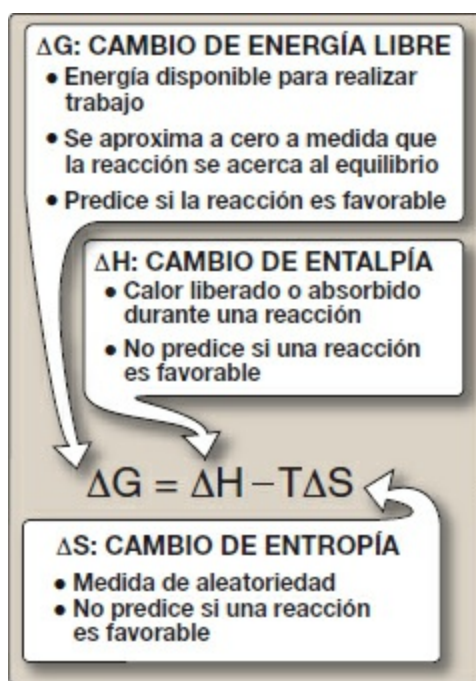 ΔG: CAMBIO DE ENERGÍA LIBRE
● Energía disponible para realizar
trabajo
● Se aproxima a cero a medida que
la reacción se acerca al equilibrio
● Predice si la reacción es favorable
ΔH: CAMBIO DE ENTALPÍA
● Calor liberado o absorbido
durante una reacción
● No predice si una reacción
es favorable
ΔG = ΔH – TΔS
ΔS: CAMBIO DE ENTROPÍA
● Medida de aleatoriedad
● No predice si una reacción
es favorable